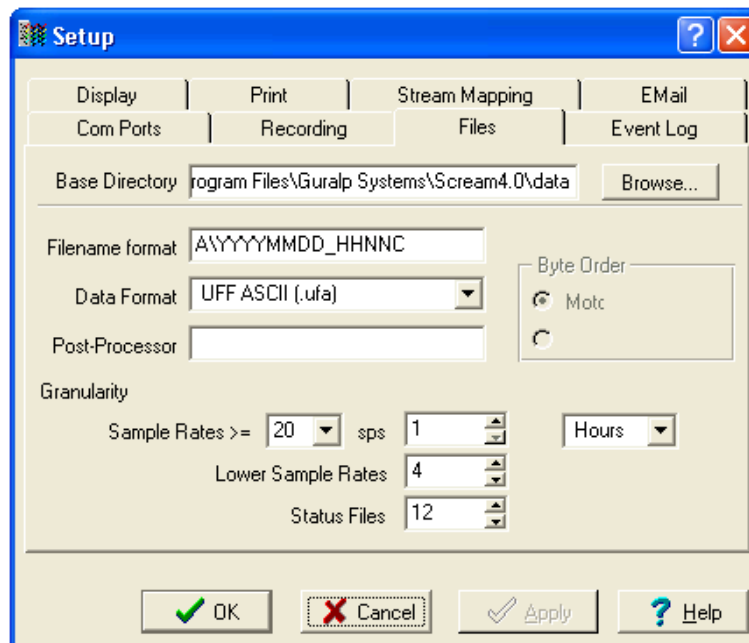 Setup
Display Print Stream Mapping EMail
Com Ports Recording Files Event Log
Base Directory rogram Files\Guralp Systems\Scream4.0\data Browse...
Filename format A\YYYYMMDD_HHNNC
Byte Order
Data Format UFF ASCII (.ufa)
Motc
Post-Processor
Granularity
Sample Rates >= 20 sps 1 Hours
Lower Sample Rates 4
Status Files 12
OK Cancel Apply Help